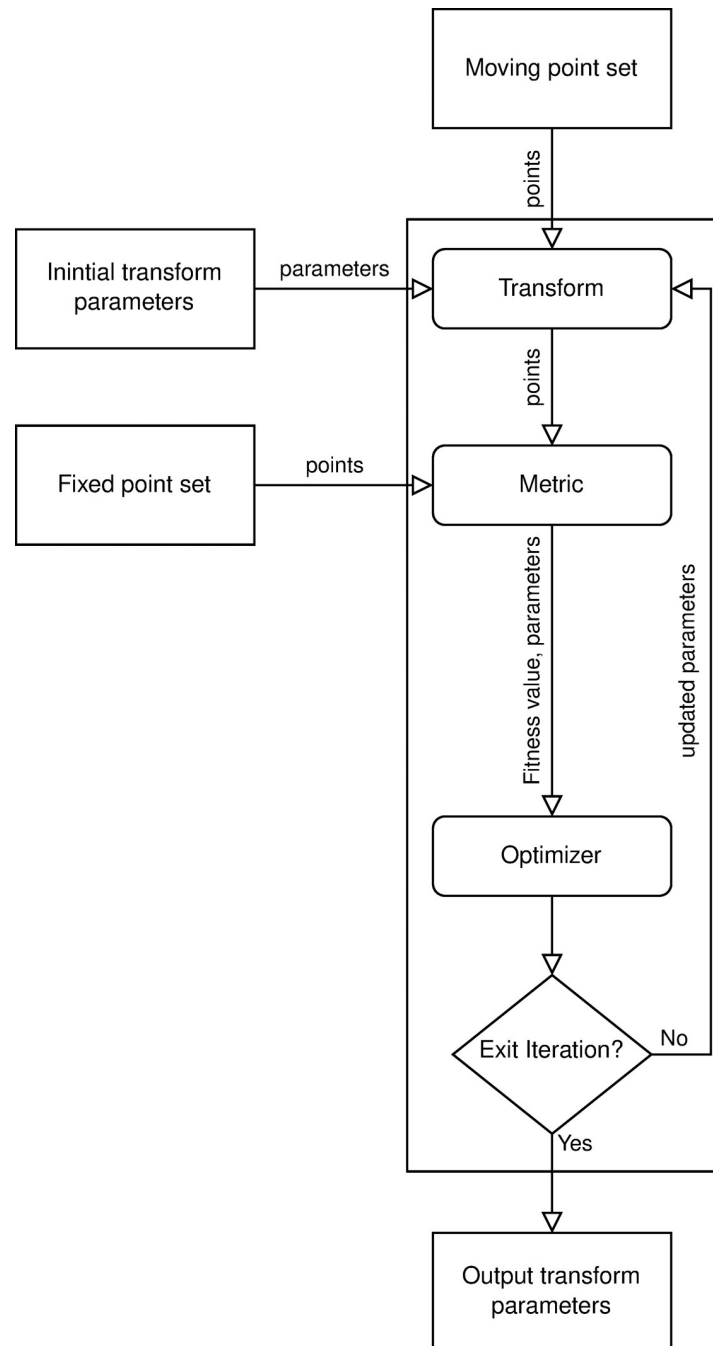 Moving point set
points
Inintial transform
parameters
parameters
Transform
points
Fixed point set
points
Metric
Fitness value, parameters
updated parameters
Optimizer
Exit Iteration?
No
Yes
Output transform
parameters